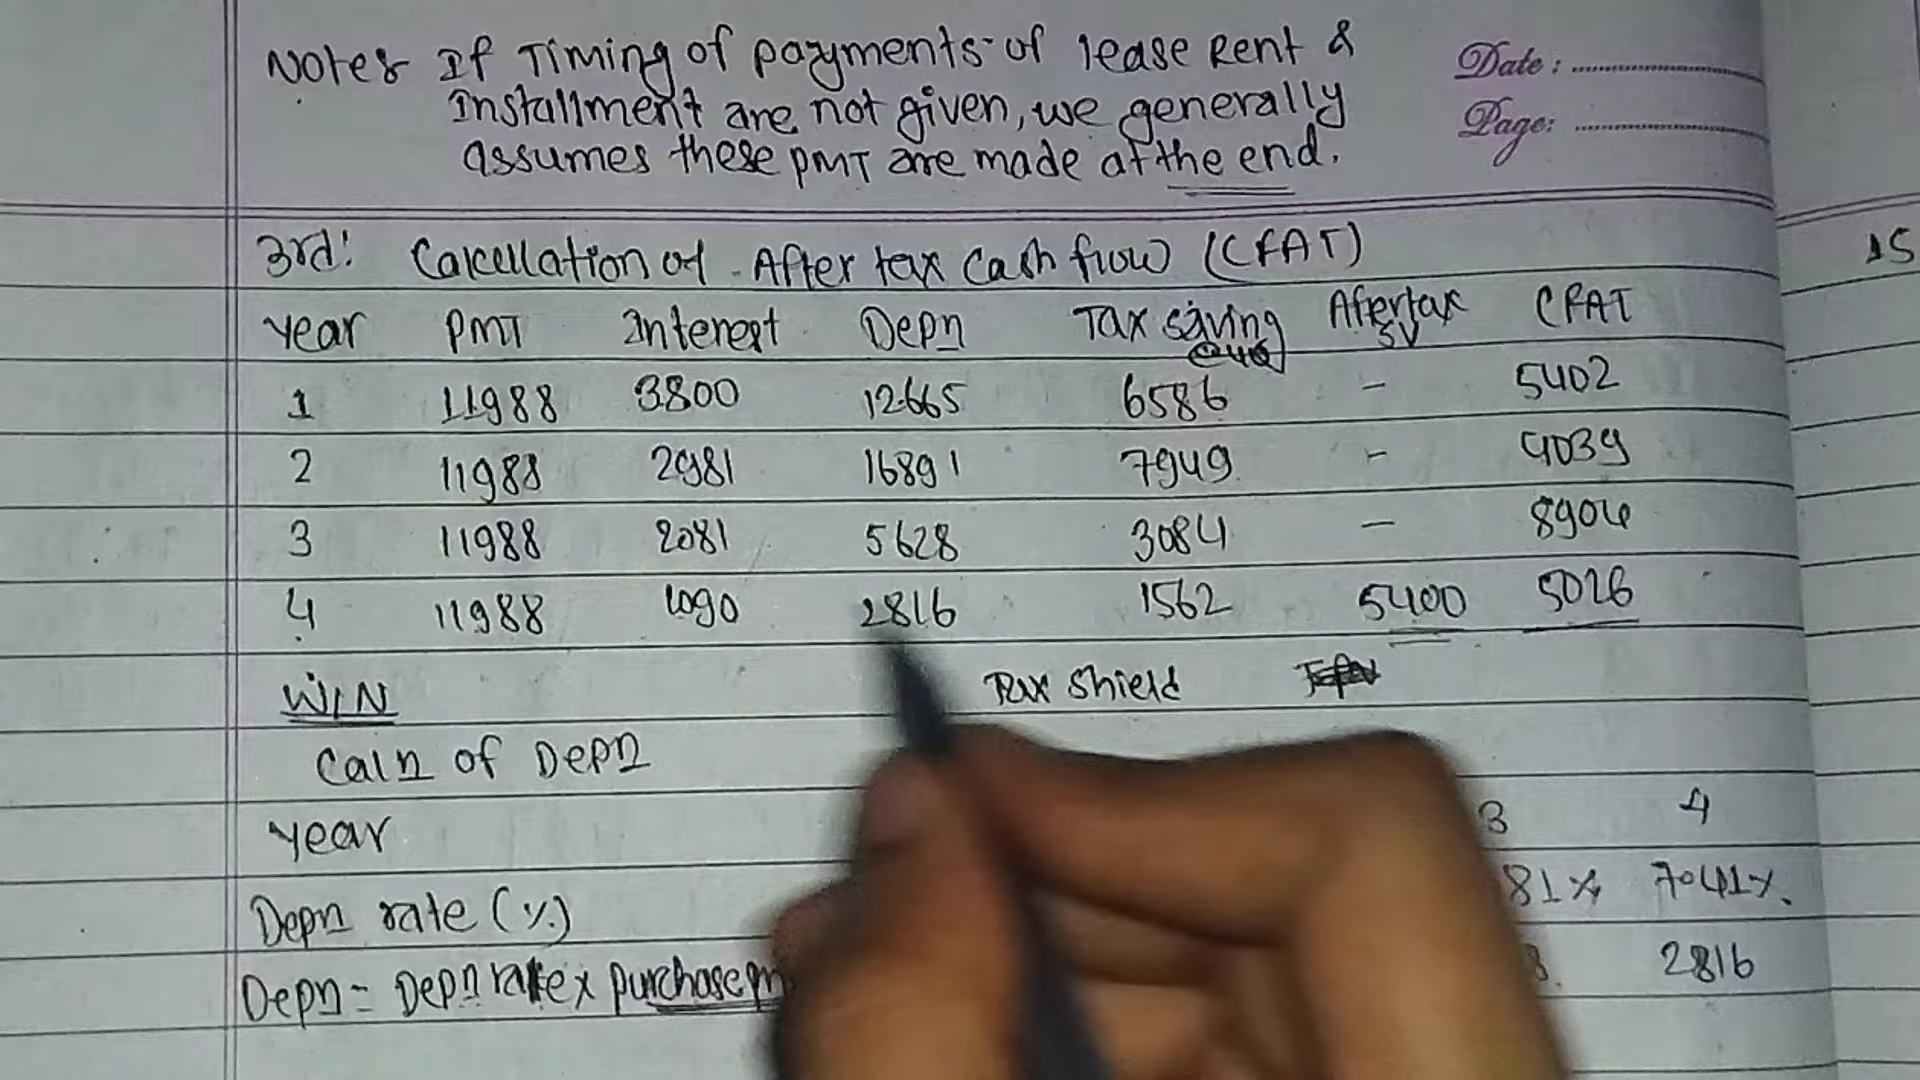 Note:- If Timing of payments of lease Rent &
Installment are not given, we generally
assumes these PMT are made at the end.
Date :
Page:
3rd: Calculation of After tax Cash flow (CFAT)
15
Year PMT Interest Depn Tax saving @40 Aftertax SV CFAT
1 11988 3800 12665 6586 - 5402
2 11988 2981 16891 7949 - 4039
3 11988 2081 5628 3084 - 8904
4 11988 1090 2816 1562 5400 5026
W/N Tax shield
Caln of Depn
Year 3 4
Depn rate (%) 81% 7.41%
Depn = Depn rate x purchase 2816